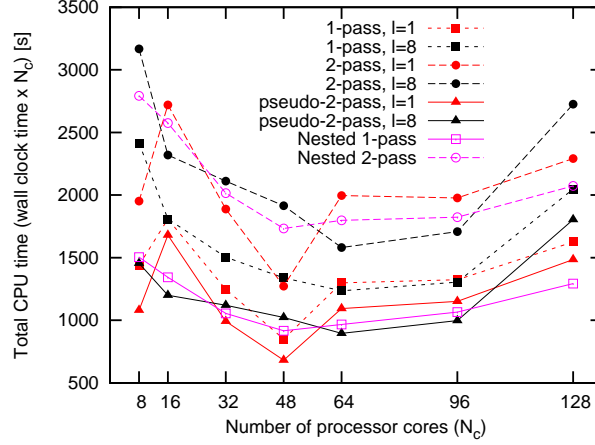 Total CPU time (wall clock time x N_c) [s]
3500
3000
2500
2000
1500
1000
500
1-pass, l=1
1-pass, l=8
2-pass, l=1
2-pass, l=8
pseudo-2-pass, l=1
pseudo-2-pass, l=8
Nested 1-pass
Nested 2-pass
8 16 32 48 64 96 128
Number of processor cores (N_c)